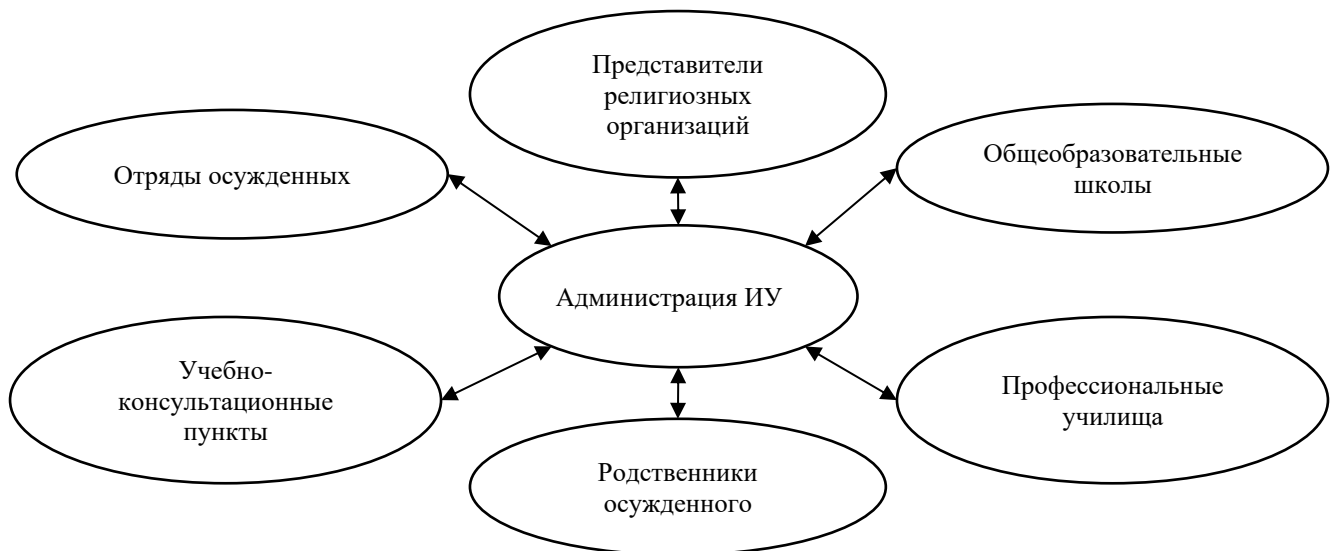 Представители
религиозных
организаций
Отряды осужденных
Общеобразовательные
школы
Администрация ИУ
Учебно-
консультационные
пункты
Профессиональные
училища
Родственники
осужденного